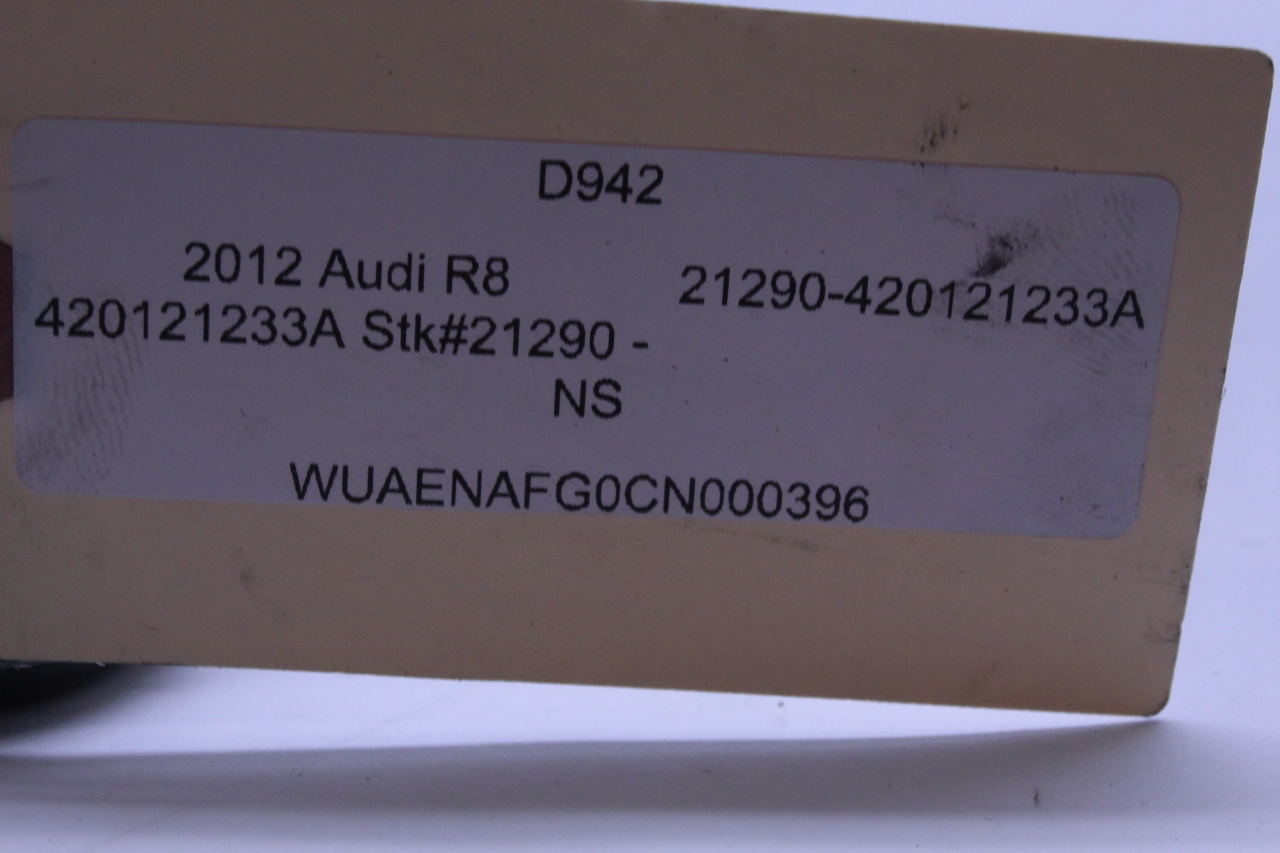 D942
2012 Audi R8
21290-420121233A
420121233A Stk#21290 -
NS
WUAENAFG0CN000396